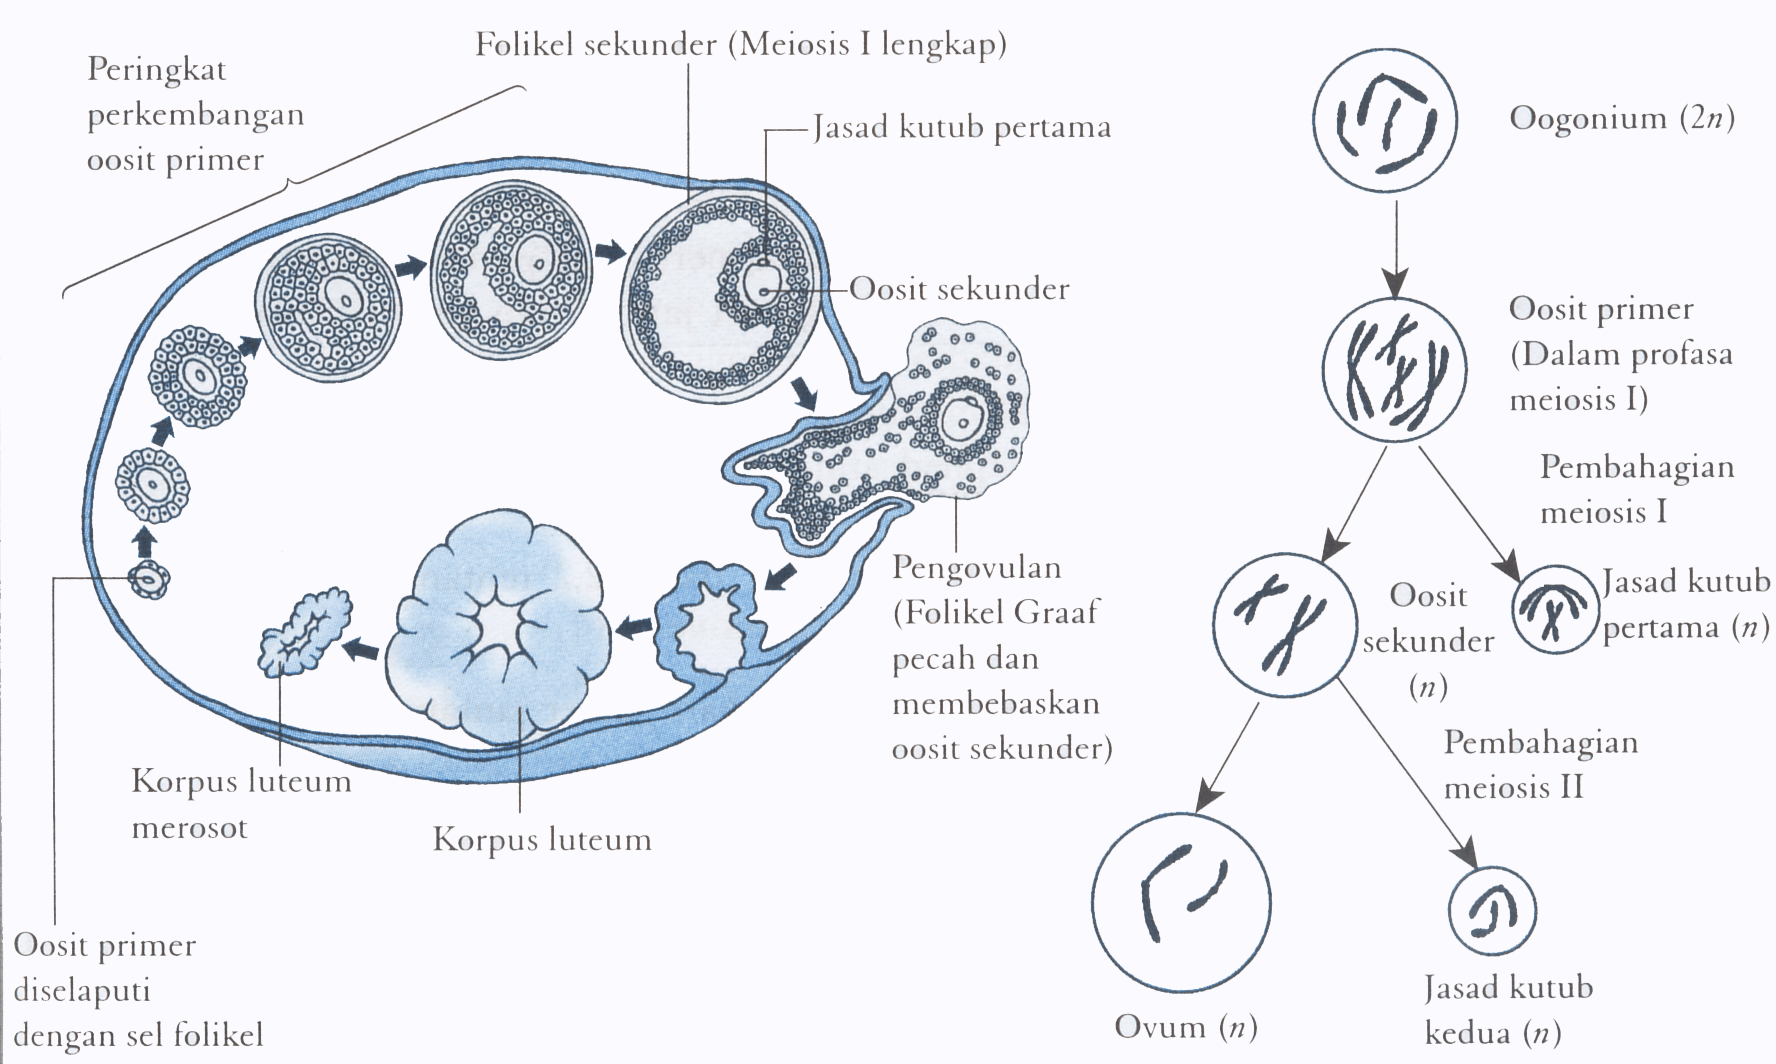 Peringkat
perkembangan
oosit primer
Folikel sekunder (Meiosis I lengkap)
Jasad kutub pertama
Oosit sekunder
Pengovulan
(Folikel Graaf
pecah dan
membebaskan
oosit sekunder)
Korpus luteum
merosot
Korpus luteum
Oosit primer
diselaputi
dengan sel folikel
Oogonium (2n)
Oosit primer
(Dalam profasa
meiosis I)
Pembahagian
meiosis I
Oosit
sekunder
(n)
Jasad kutub
pertama (n)
Pembahagian
meiosis II
Ovum (n)
Jasad kutub
kedua (n)